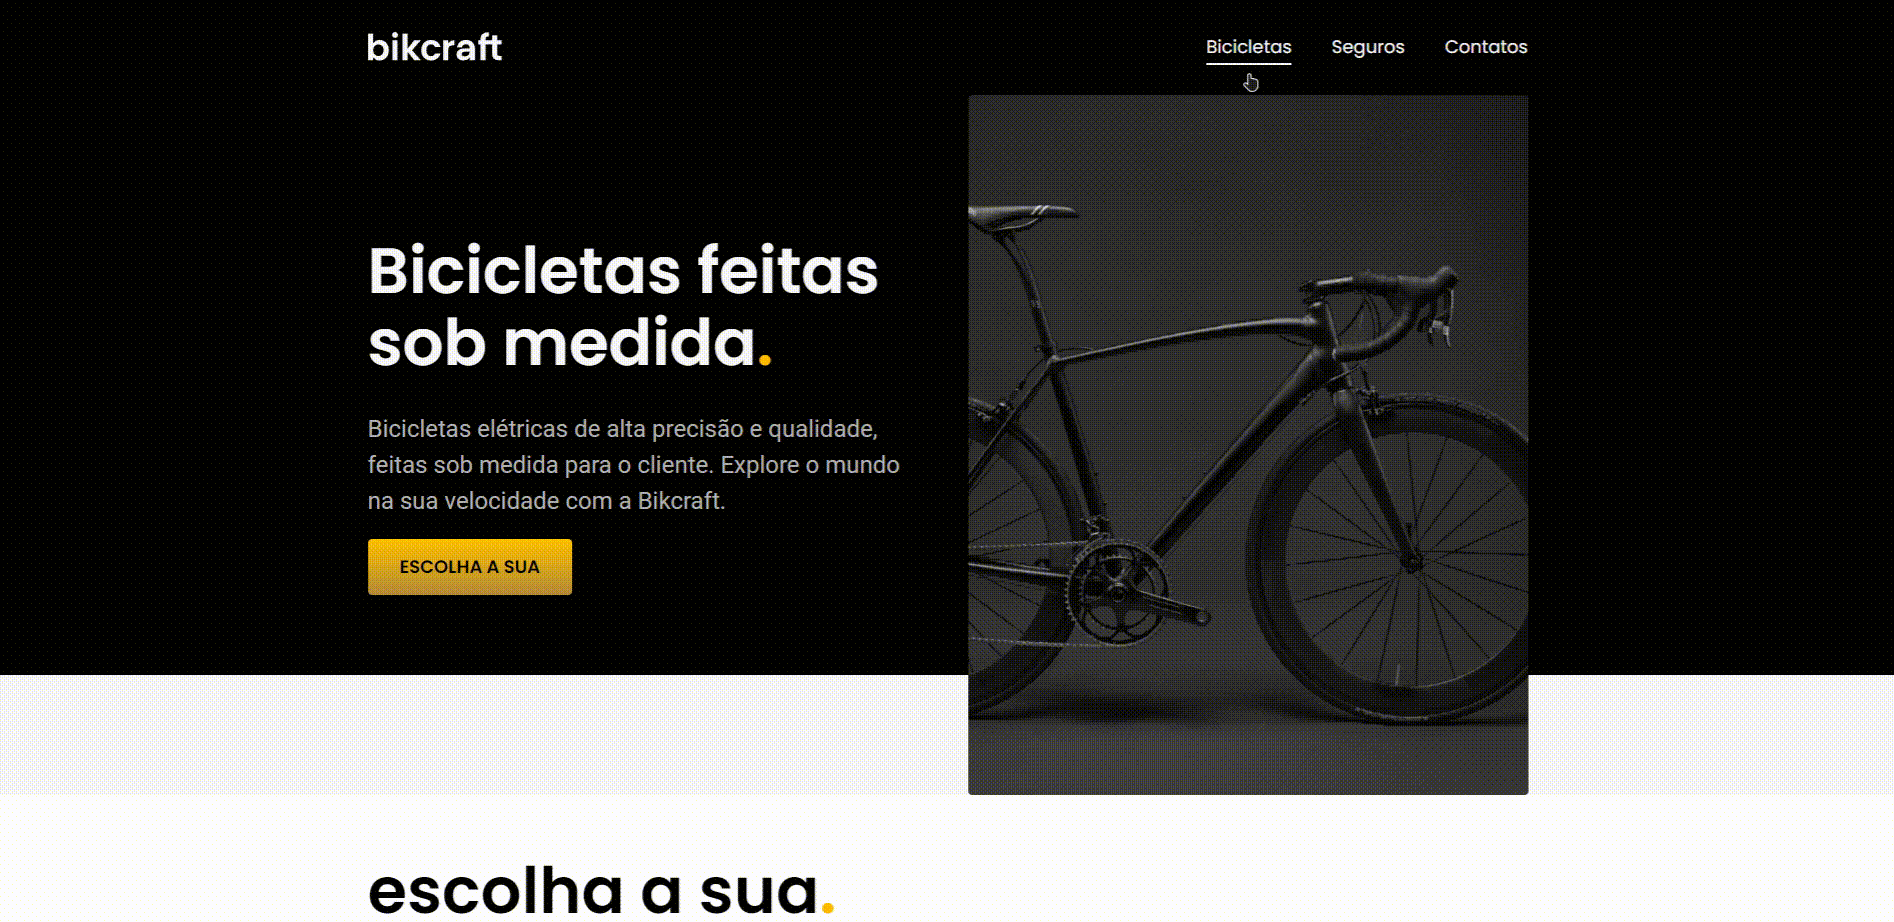 bikcraft
Bicicletas Seguros Contatos
Bicicletas feitas
sob medida.
Bicicletas elétricas de alta precisão e qualidade,
feitas sob medida para o cliente. Explore o mundo
na sua velocidade com a Bikcraft.
ESCOLHA A SUA
escolha a sua.